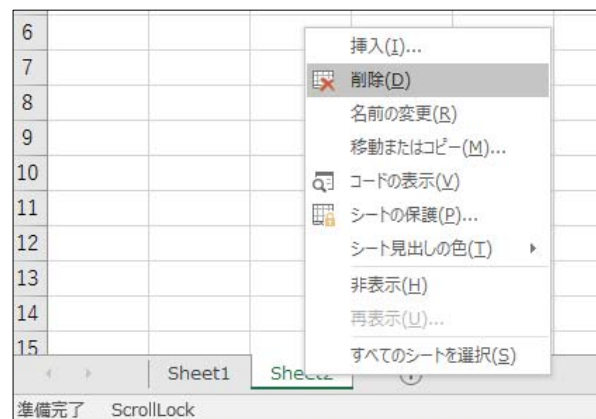 6
7
8
9
10
11
12
13
14
15
挿入(I)...
削除(D)
名前の変更(R)
移動またはコピー(M)...
コードの表示(V)
シートの保護(P)...
シート見出しの色(T)
非表示(H)
再表示(U)...
すべてのシートを選択(S)
Sheet1 Sheet2
準備完了 ScrollLock